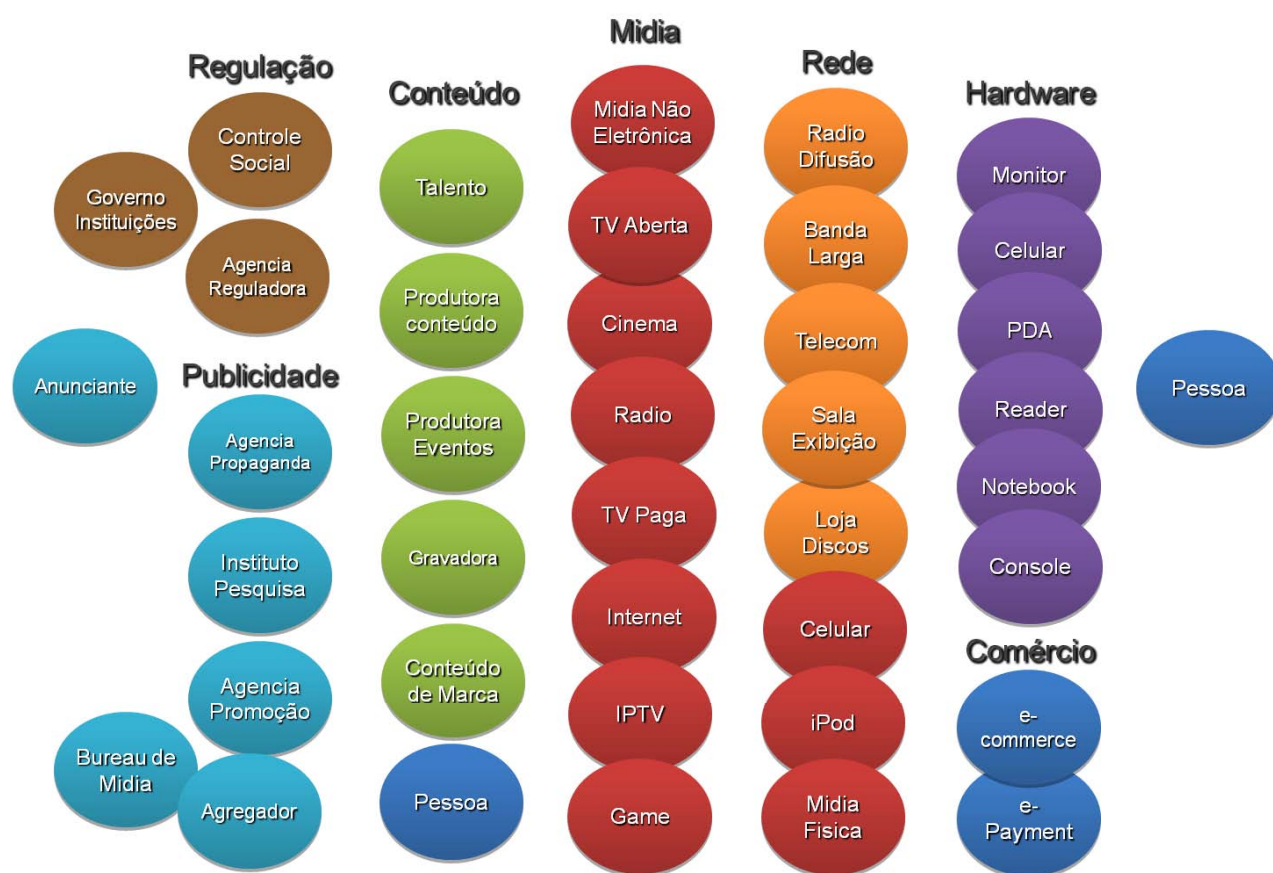 Regulação
Controle
Social
Governo
Instituições
Agencia
Reguladora
Anunciante
Publicidade
Agencia
Propaganda
Instituto
Pesquisa
Agencia
Promoção
Bureau de
Midia
Agregador
Conteúdo
Talento
Produtora
conteúdo
Produtora
Eventos
Gravadora
Conteúdo
de Marca
Pessoa
Midia
Midia Não
Eletrônica
TV Aberta
Cinema
Radio
TV Paga
Internet
IPTV
Game
Rede
Radio
Difusão
Banda
Larga
Telecom
Sala
Exibição
Loja
Discos
Celular
iPod
Midia
Fisica
Hardware
Monitor
Celular
PDA
Reader
Notebook
Console
Comércio
e-
commerce
e-
Payment
Pessoa